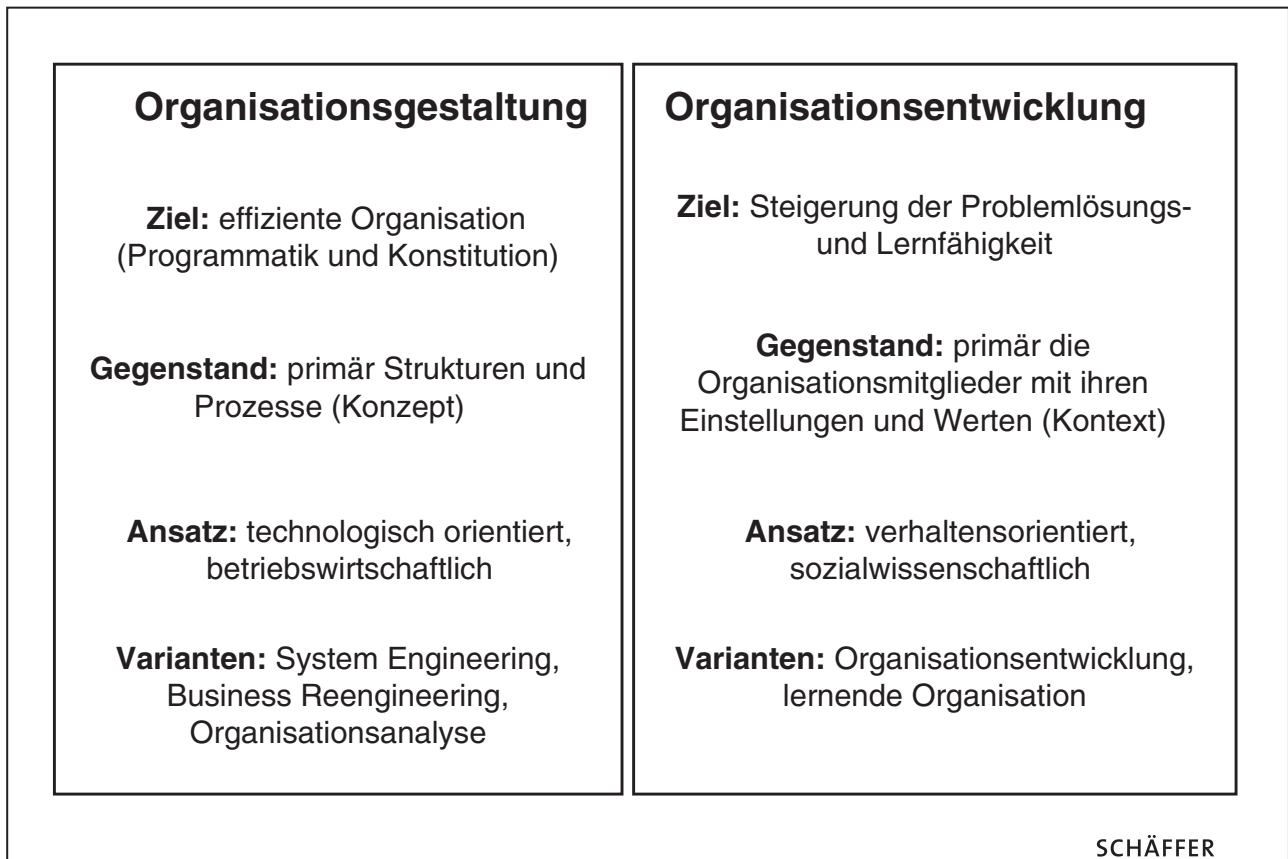 Organisationsgestaltung
Ziel: effiziente Organisation
(Programmatik und Konstitution)
Gegenstand: primär Strukturen und
Prozesse (Konzept)
Ansatz: technologisch orientiert,
betriebswirtschaftlich
Varianten: System Engineering,
Business Reengineering,
Organisationsanalyse
Organisationsentwicklung
Ziel: Steigerung der Problemlösungs-
und Lernfähigkeit
Gegenstand: primär die
Organisationsmitglieder mit ihren
Einstellungen und Werten (Kontext)
Ansatz: verhaltensorientiert,
sozialwissenschaftlich
Varianten: Organisationsentwicklung,
lernende Organisation
SCHÄFFER